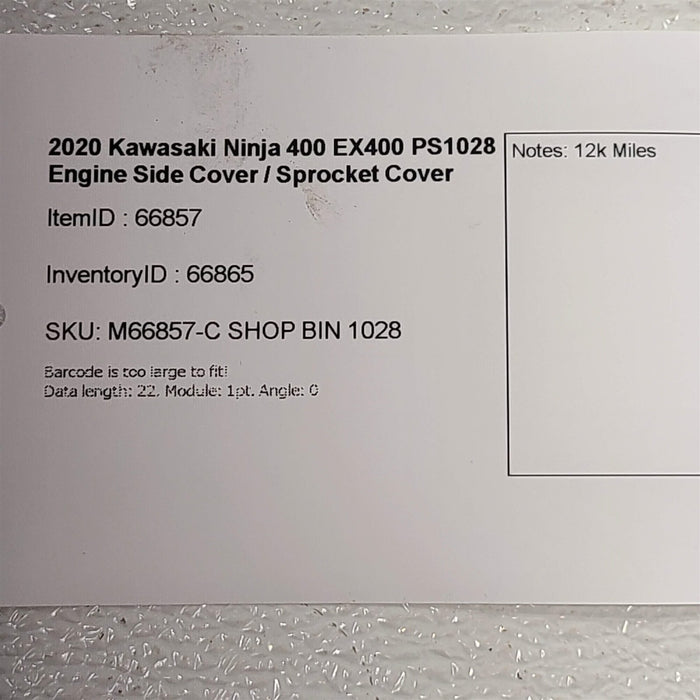 2020 Kawasaki Ninja 400 EX400 PS1028
Engine Side Cover / Sprocket Cover
Notes: 12k Miles
ItemID : 66857
InventoryID : 66865
SKU: M66857-C SHOP BIN 1028
Barcode is too large to fit!
Data length: 22, Module: 1pt. Angle: 0